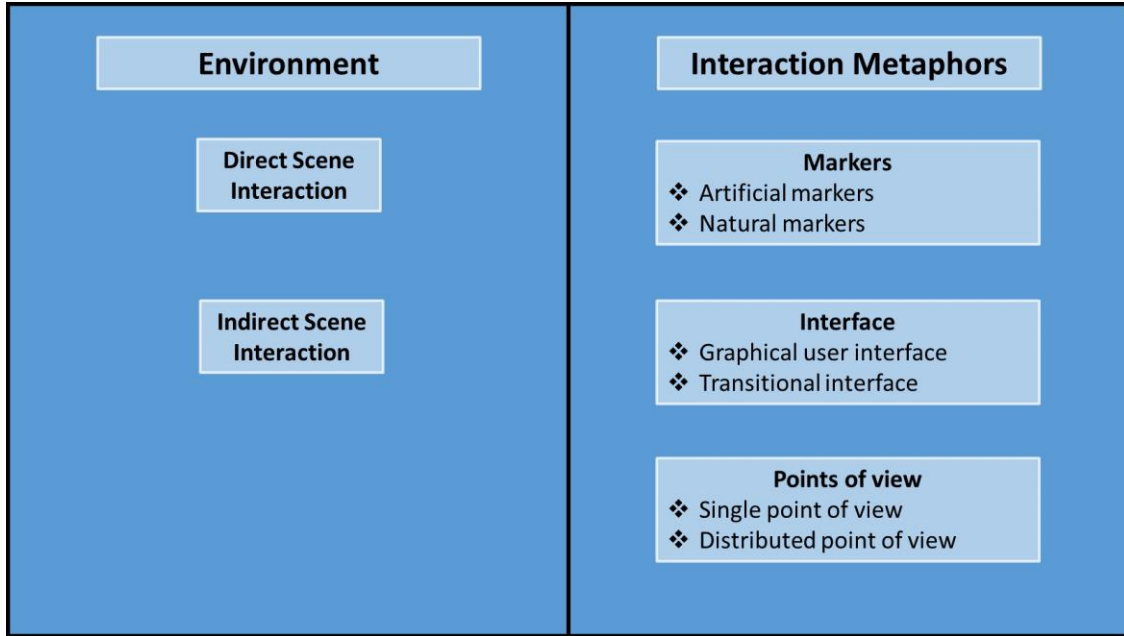 Environment
Direct Scene
Interaction
Indirect Scene
Interaction
Interaction Metaphors
Markers
❖ Artificial markers
❖ Natural markers
Interface
❖ Graphical user interface
❖ Transitional interface
Points of view
❖ Single point of view
❖ Distributed point of view